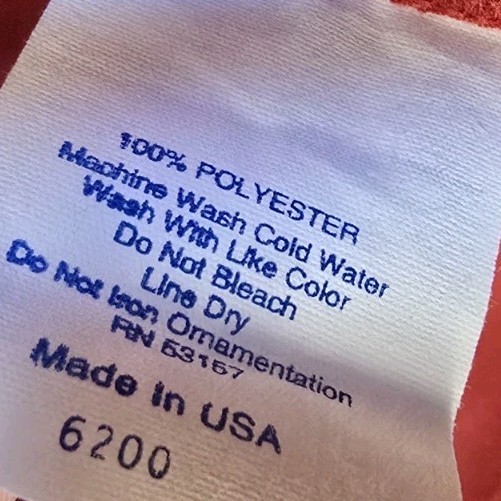 100% POLYESTER
Machine Wash Cold Water
Wash With Like Color
Do Not Bleach
Line Dry
Do Not Iron Ornamentation
RN 53157
Made In USA
6200